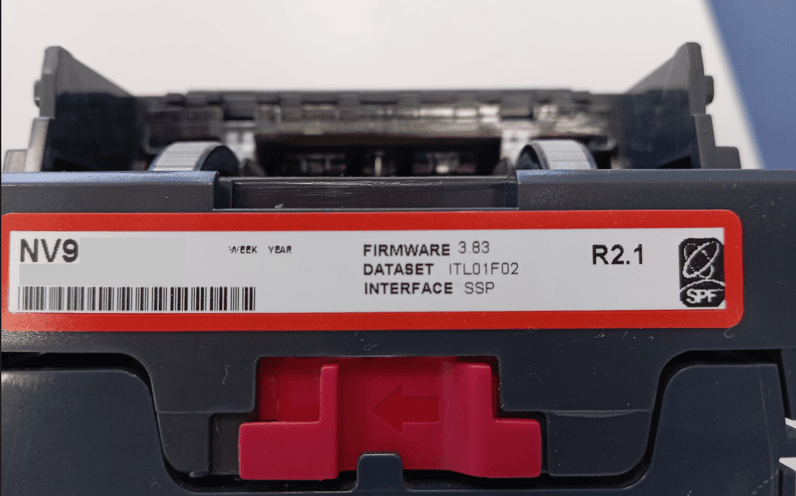 NV9
WEEK YEAR
FIRMWARE 3.83
DATASET ITL01F02
INTERFACE SSP
R2.1
SPF